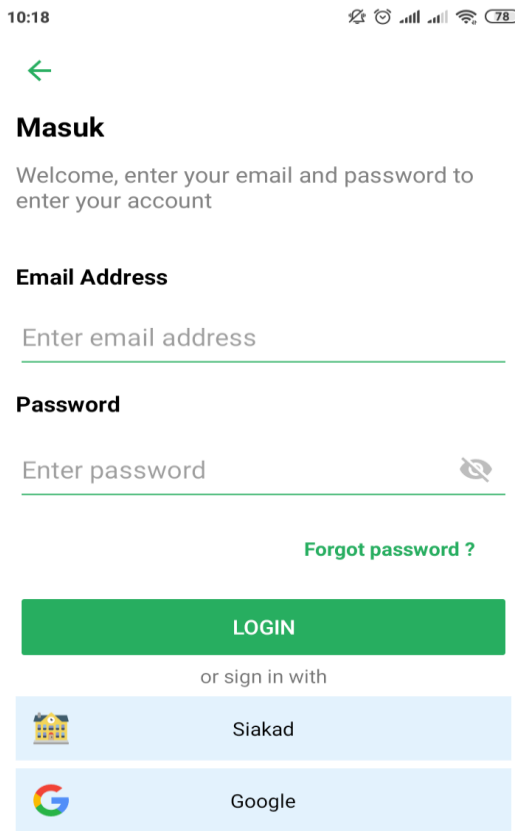 10:18
78
Masuk
Welcome, enter your email and password to
enter your account
Email Address
Enter email address
Password
Enter password
Forgot password ?
LOGIN
or sign in with
Siakad
Google